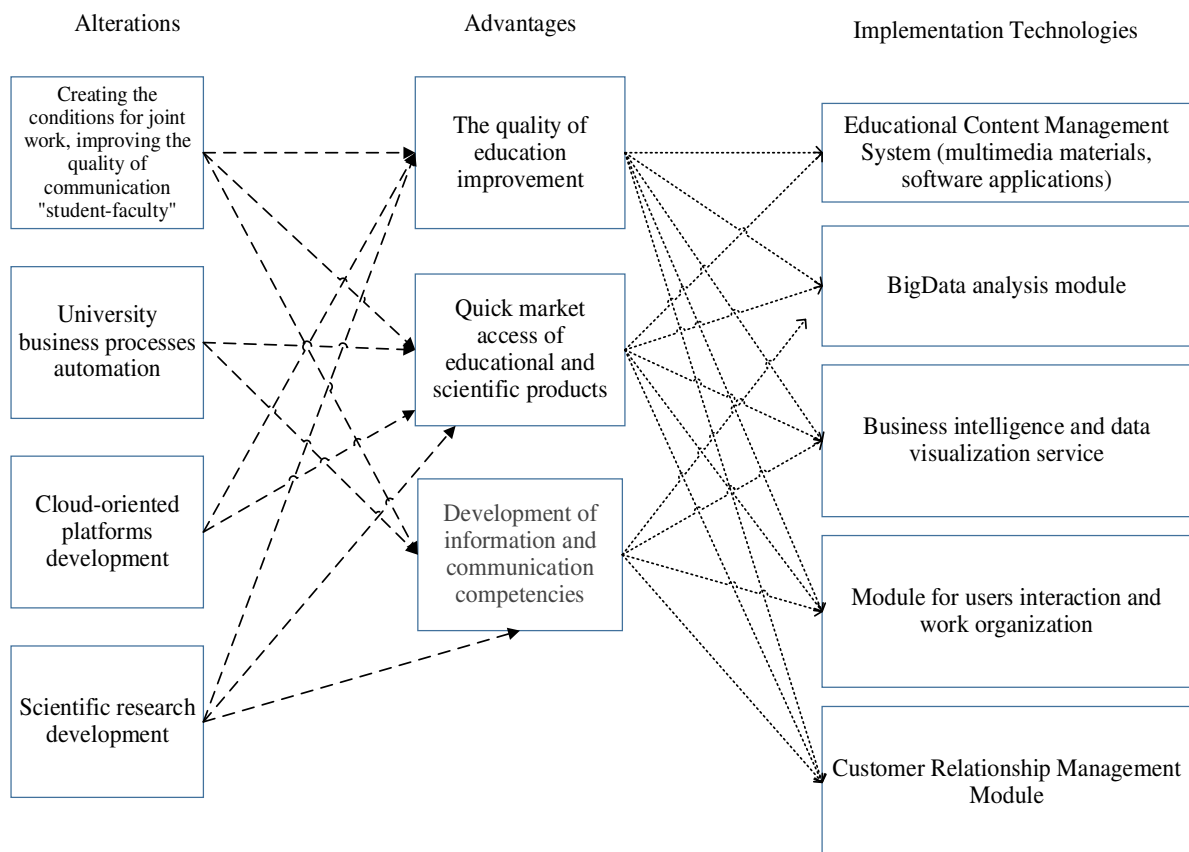 Alterations
Advantages
Implementation Technologies
Creating the
conditions for joint
work, improving the
quality of
communication
"student-faculty"
University
business processes
automation
Cloud-oriented
platforms
development
Scientific research
development
The quality of
education
improvement
Quick market
access of
educational and
scientific products
Development of
information and
communication
competencies
Educational Content Management
System (multimedia materials,
software applications)
BigData analysis module
Business intelligence and data
visualization service
Module for users interaction and
work organization
Customer Relationship Management
Module